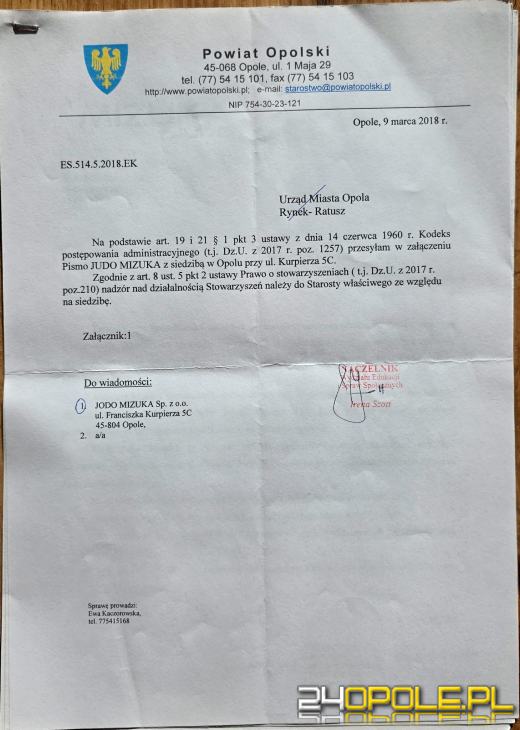 Powiat Opolski
45-068 Opole, ul. 1 Maja 29
tel. (77) 54 15 101, fax (77) 54 15 103
http://www.powiatopolski.pl; e-mail: starostwo@powiatopolski.pl
NIP 754-30-23-121
Opole, 9 marca 2018 r.
ES.514.5.2018.EK
Urząd Miasta Opola
Rynek- Ratusz
Na podstawie art. 19 i 21 § 1 pkt 3 ustawy z dnia 14 czerwca 1960 r. Kodeks
postępowania administracyjnego (t.j. Dz.U. z 2017 r. poz. 1257) przesyłam w załączeniu
Pismo JUDO MIZUKA z siedzibą w Opolu przy ul. Kurpierza 5C.
Zgodnie z art. 8 ust. 5 pkt 2 ustawy Prawo o stowarzyszeniach ( t.j. Dz.U. z 2017 r.
poz.210) nadzór nad działalnością Stowarzyszeń należy do Starosty właściwego ze względu
na siedzibę.
Załącznik:1
NACZELNIK
Wydziału Edukacji
Spraw Społecznych
Irena Szott
Do wiadomości:
1. JODO MIZUKA Sp. z o.o.
ul. Franciszka Kurpierza 5C
45-804 Opole,
2. a/a
Sprawę prowadzi:
Ewa Kaczorowska,
tel. 775415168
24OPOLE.PL